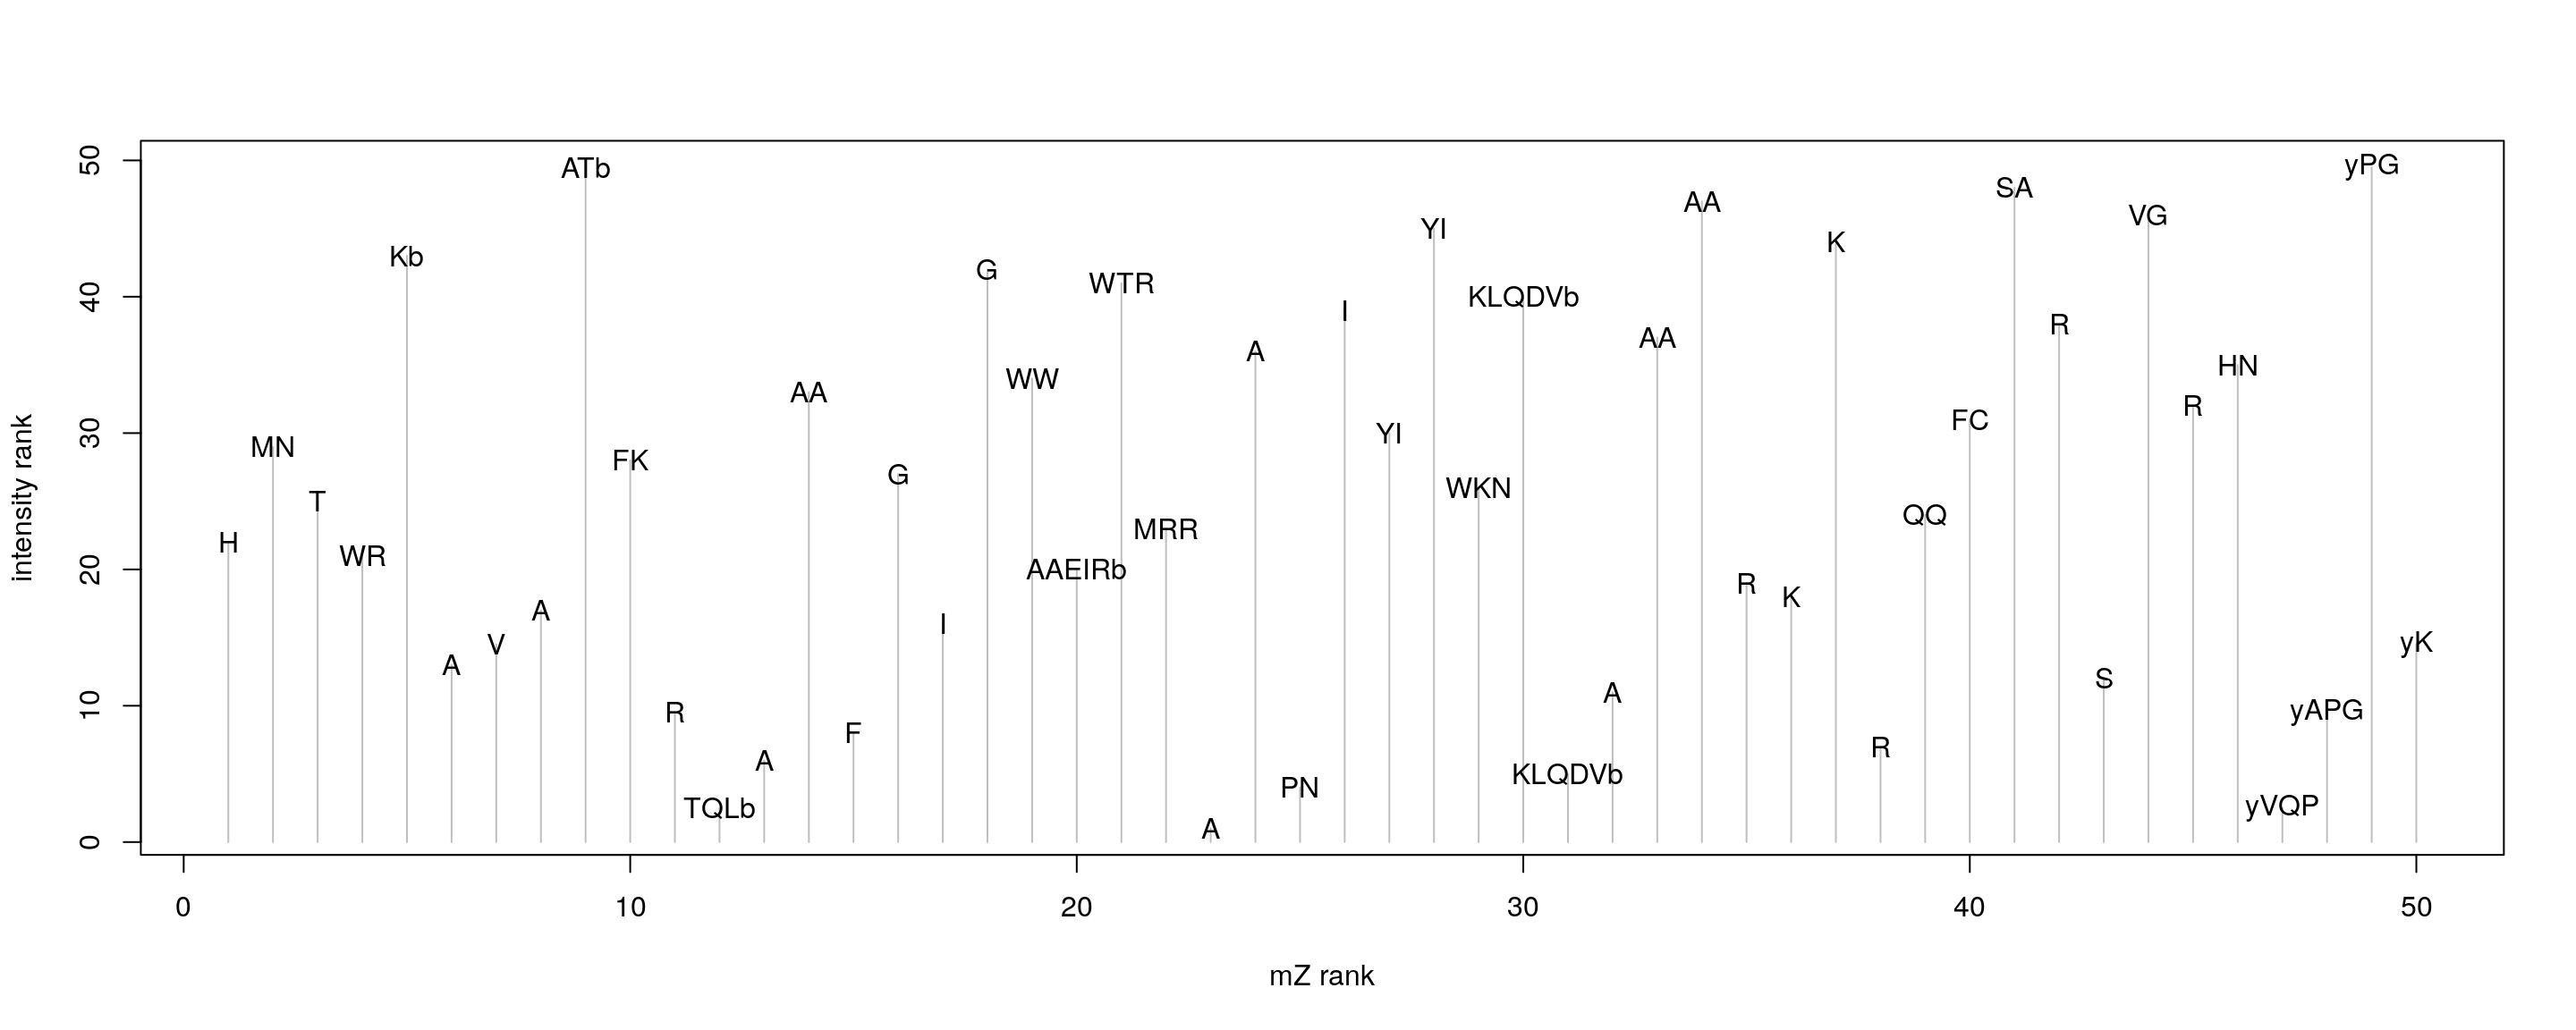 50
ATb
yPG
SA
AA
VG
YI
K
Kb
G
WTR
40
KLQDVb
I
R
AA
HN
A
WW
AA
R
FC
30
YI
MN
FK
G
WKN
T
QQ
MRR
H
WR
20
AAEIRb
R
K
A
I
V
yK
A
S
A
10
R
yAPG
F
R
A
KLQDVb
PN
TQLb
yVQP
A
0
0 10 20 30 40 50
intensity rank
mZ rank